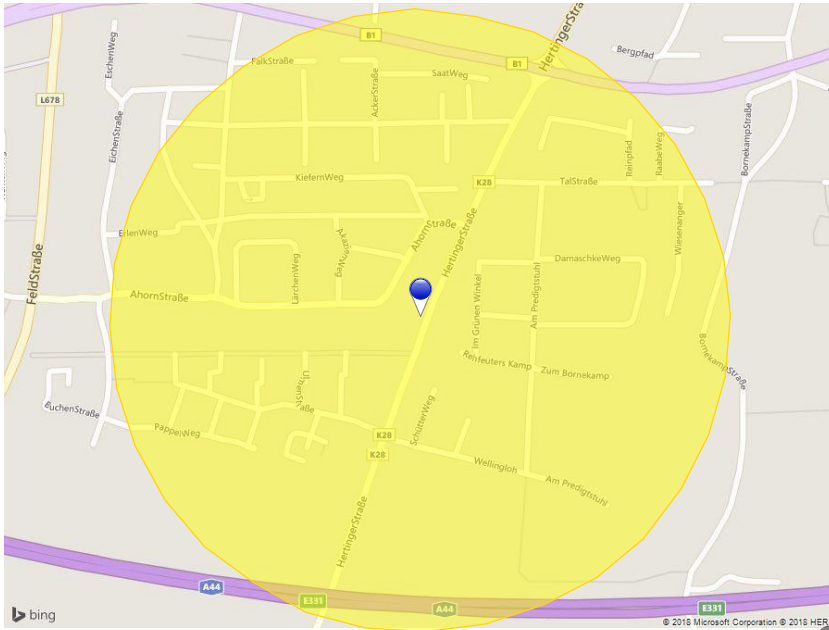 B1
HertingerStraße
BergPfad
EschenWeg
FalkStraße
SaatWeg
B1
AckerStraße
L678
BornekampStraße
EichenStraße
ReinPfad
RaabeWeg
KiefernWeg
K28
TalStraße
ErlenWeg
AhornStraße
HertingerStraße
Wiesenanger
AkazienWeg
FeldStraße
LärchenWeg
DamaschkeWeg
AhornStraße
Im Grünen Winkel
Am Predigtstuhl
BornekampStraße
Renfeuters Kamp
Zum Bornekamp
UlmenStraße
BuchenStraße
SchütterWeg
PappelWeg
K28
K28
Wellingloh
Am Predigtstuhl
HertingerStraße
A44
E331
A44
E331
bing
© 2018 Microsoft Corporation © 2018 HER